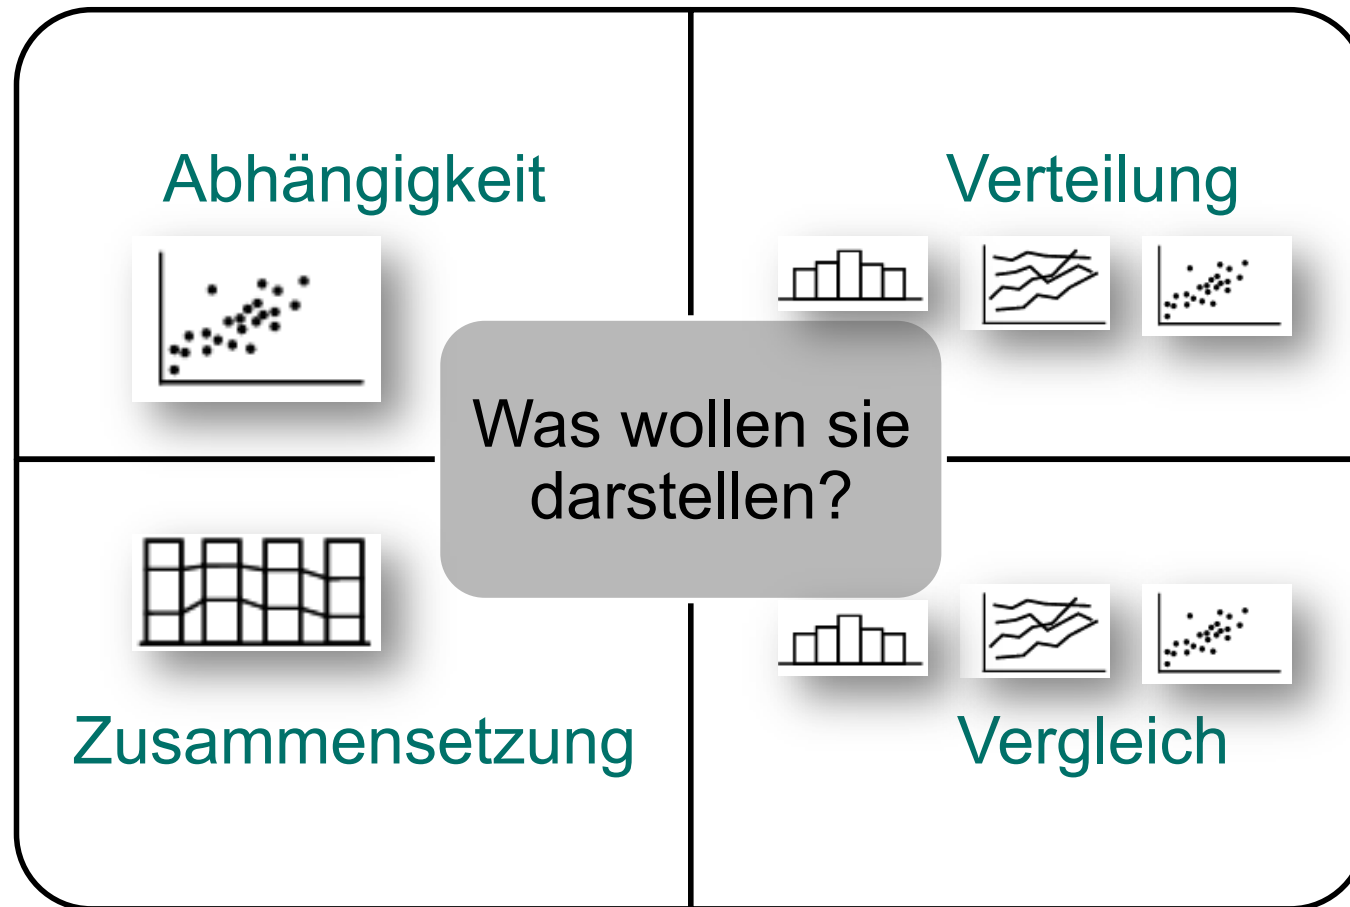 Abhängigkeit
Verteilung
Was wollen sie
darstellen?
Zusammensetzung
Vergleich